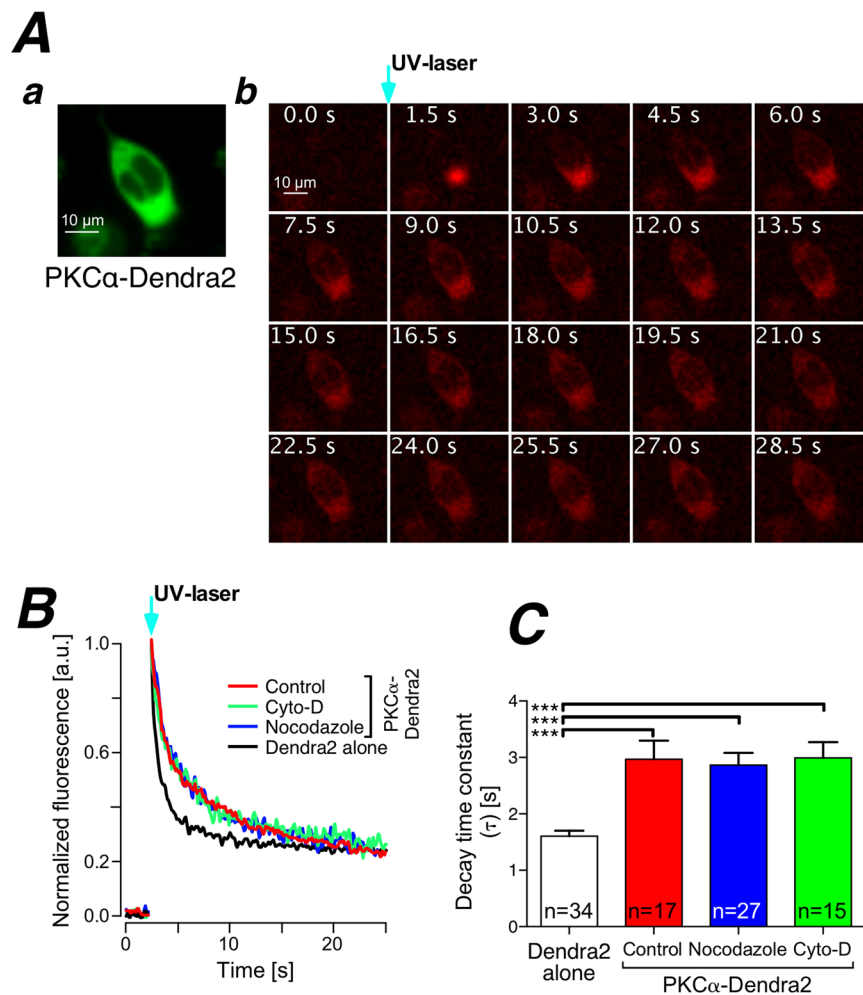 A
UV-laser
a
b
10 μm
PKCα-Dendra2
0.0 s
1.5 s
3.0 s
4.5 s
6.0 s
10 μm
7.5 s
9.0 s
10.5 s
12.0 s
13.5 s
15.0 s
16.5 s
18.0 s
19.5 s
21.0 s
22.5 s
24.0 s
25.5 s
27.0 s
28.5 s
B
UV-laser
Normalized fluorescence [a.u.]
1.0
0.6
0.2
0.0
Control
Cyto-D
Nocodazole
Dendra2 alone
PKCα-
Dendra2
0
10
20
Time [s]
C
Decay time constant
(τ) [s]
4
3
2
1
0
***
***
***
n=34
n=17
n=27
n=15
Dendra2
alone
Control
Nocodazole
Cyto-D
PKCα-Dendra2